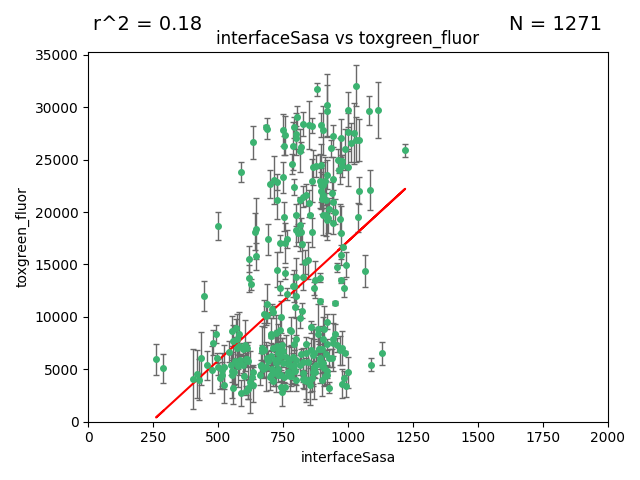 r^2 = 0.18
N = 1271
interfaceSasa vs toxgreen_fluor
35000
30000
25000
20000
15000
10000
5000
0
toxgreen_fluor
0 250 500 750 1000 1250 1500 1750 2000
interfaceSasa